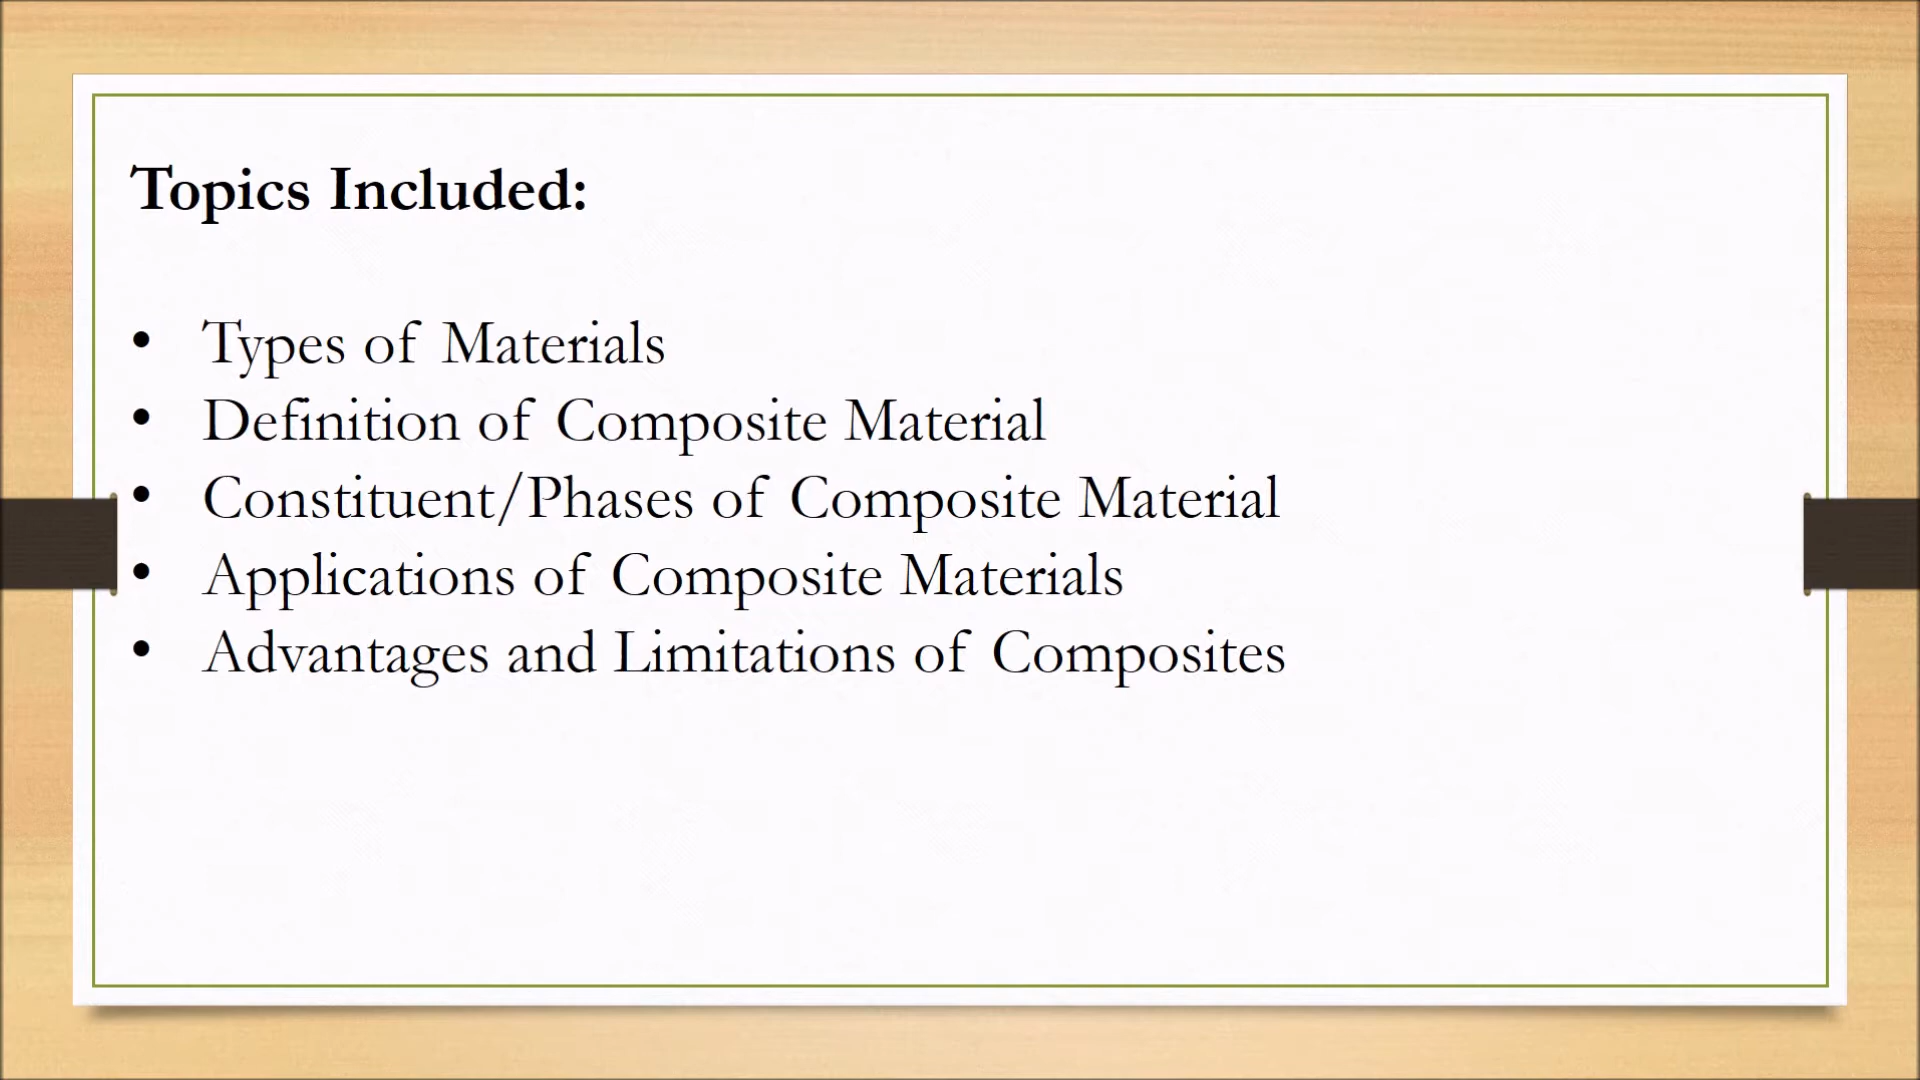 Topics Included:
• Types of Materials
• Definition of Composite Material
• Constituent/Phases of Composite Material
• Applications of Composite Materials
• Advantages and Limitations of Composites